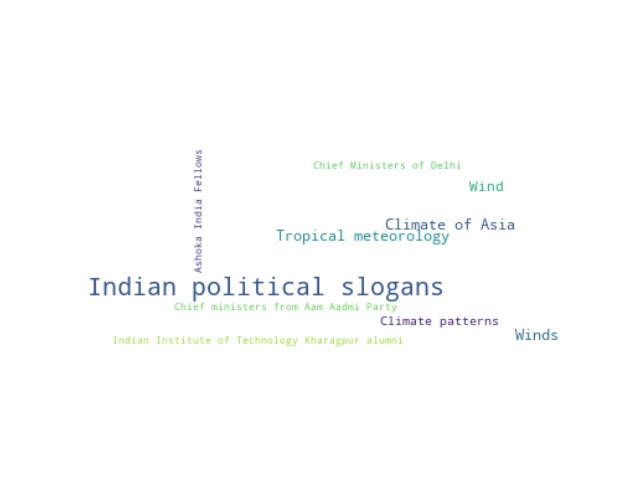 Ashoka India Fellows
Chief Ministers of Delhi
Wind
Climate of Asia
Tropical meteorology
Indian political slogans
Chief ministers from Aam Aadmi Party
Climate patterns
Winds
Indian Institute of Technology Kharagpur alumni